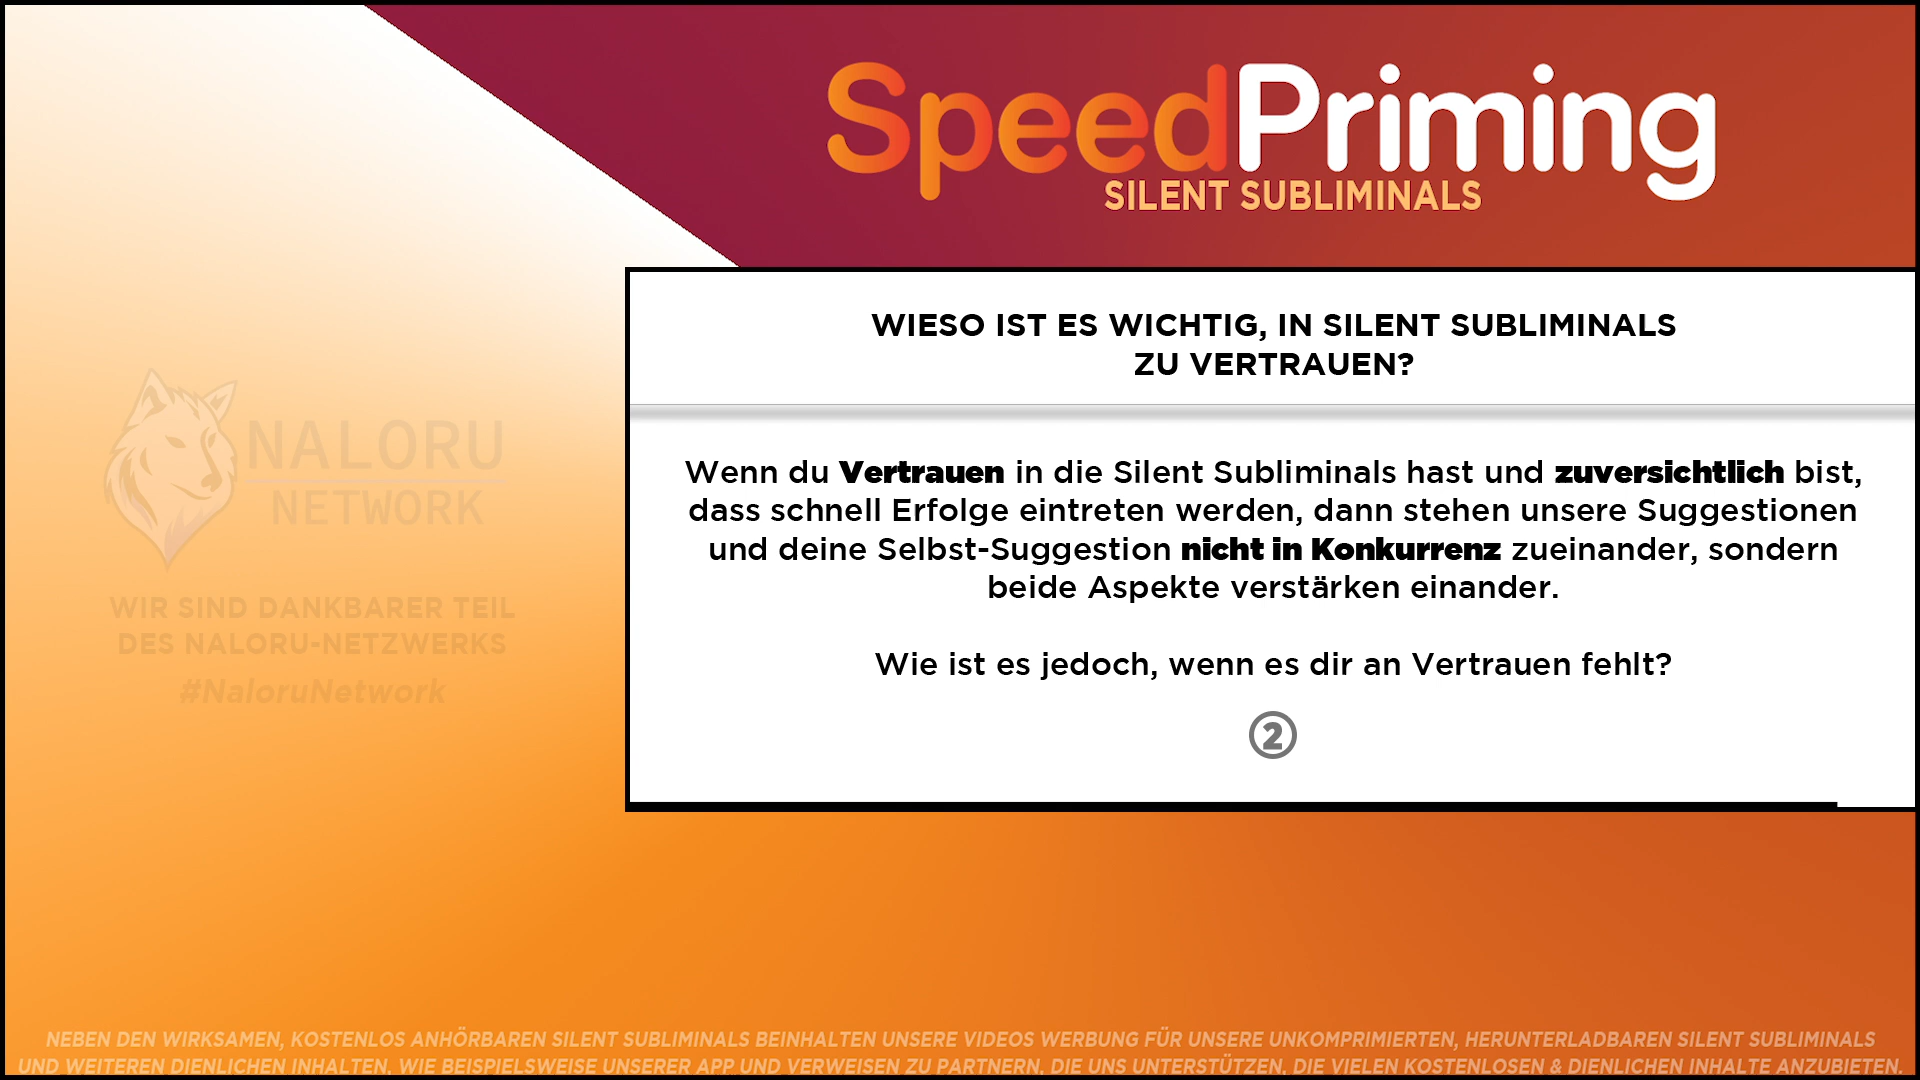 SpeedPriming
SILENT SUBLIMINALS
WIESO IST ES WICHTIG, IN SILENT SUBLIMINALS
ZU VERTRAUEN?
Wenn du Vertrauen in die Silent Subliminals hast und zuversichtlich bist,
dass schnell Erfolge eintreten werden, dann stehen unsere Suggestionen
und deine Selbst-Suggestion nicht in Konkurrenz zueinander, sondern
beide Aspekte verstärken einander.
Wie ist es jedoch, wenn es dir an Vertrauen fehlt?
2
NALORU
NETWORK
WIR SIND DANKBARER TEIL
DES NALORU-NETZWERKS
#NaloruNetwork
NEBEN DEN WIRKSAMEN, KOSTENLOS ANHÖRBAREN SILENT SUBLIMINALS BEINHALTEN UNSERE VIDEOS WERBUNG FÜR UNSERE UNKOMPRIMIERTEN, HERUNTERLADBAREN SILENT SUBLIMINALS
UND WEITEREN DIENLICHEN INHALTEN, WIE BEISPIELSWEISE UNSERER APP UND VERWEISEN ZU PARTNERN, DIE UNS UNTERSTÜTZEN, DIE VIELEN KOSTENLOSEN & DIENLICHEN INHALTE ANZUBIETEN.